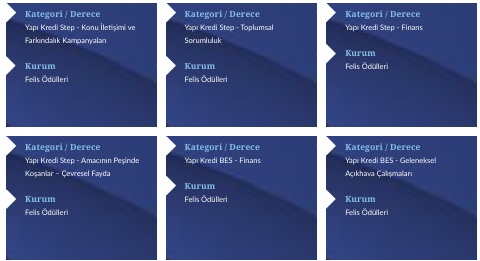 Kategori / Derece
Yapı Kredi Step - Konu İletişimi ve
Farkındalık Kampanyaları
Kurum
Felis Ödülleri
Kategori / Derece
Yapı Kredi Step - Toplumsal
Sorumluluk
Kurum
Felis Ödülleri
Kategori / Derece
Yapı Kredi Step - Finans
Kurum
Felis Ödülleri
Kategori / Derece
Yapı Kredi Step - Amacının Peşinde
Koşanlar – Çevresel Fayda
Kurum
Felis Ödülleri
Kategori / Derece
Yapı Kredi BES - Finans
Kurum
Felis Ödülleri
Kategori / Derece
Yapı Kredi BES - Geleneksel
Açıkhava Çalışmaları
Kurum
Felis Ödülleri